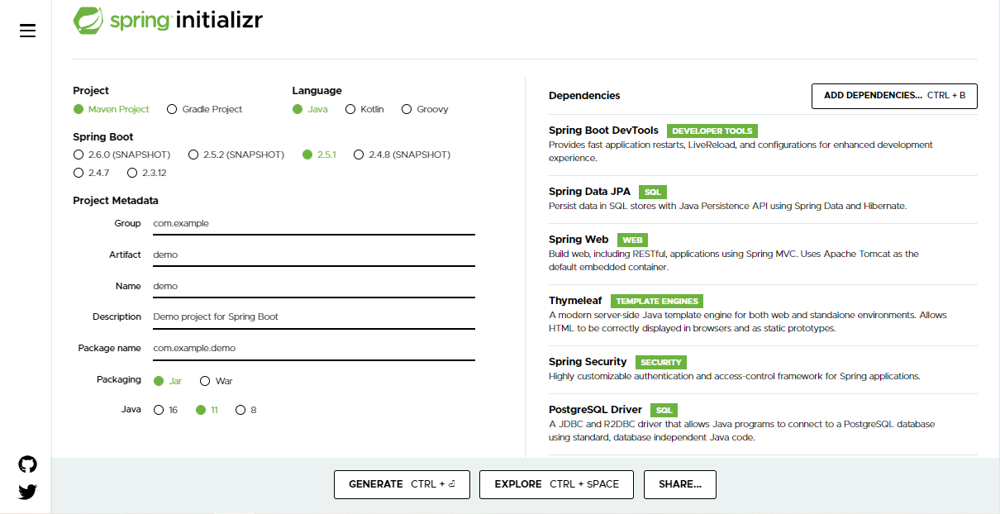 spring initializr
Project
Maven Project Gradle Project
Language
Java Kotlin Groovy
Spring Boot
2.6.0 (SNAPSHOT) 2.5.2 (SNAPSHOT) 2.5.1 2.4.8 (SNAPSHOT)
2.4.7 2.3.12
Project Metadata
Group com.example
Artifact demo
Name demo
Description Demo project for Spring Boot
Package name com.example.demo
Packaging Jar War
Java 16 11 8
Dependencies ADD DEPENDENCIES... CTRL + B
Spring Boot DevTools DEVELOPER TOOLS
Provides fast application restarts, LiveReload, and configurations for enhanced development
experience.
Spring Data JPA SQL
Persist data in SQL stores with Java Persistence API using Spring Data and Hibernate.
Spring Web WEB
Build web, including RESTful, applications using Spring MVC. Uses Apache Tomcat as the
default embedded container.
Thymeleaf TEMPLATE ENGINES
A modern server-side Java template engine for both web and standalone environments. Allows
HTML to be correctly displayed in browsers and as static prototypes.
Spring Security SECURITY
Highly customizable authentication and access-control framework for Spring applications.
PostgreSQL Driver SQL
A JDBC and R2DBC driver that allows Java programs to connect to a PostgreSQL database
using standard, database independent Java code.
GENERATE CTRL + ⏎ EXPLORE CTRL + SPACE SHARE...